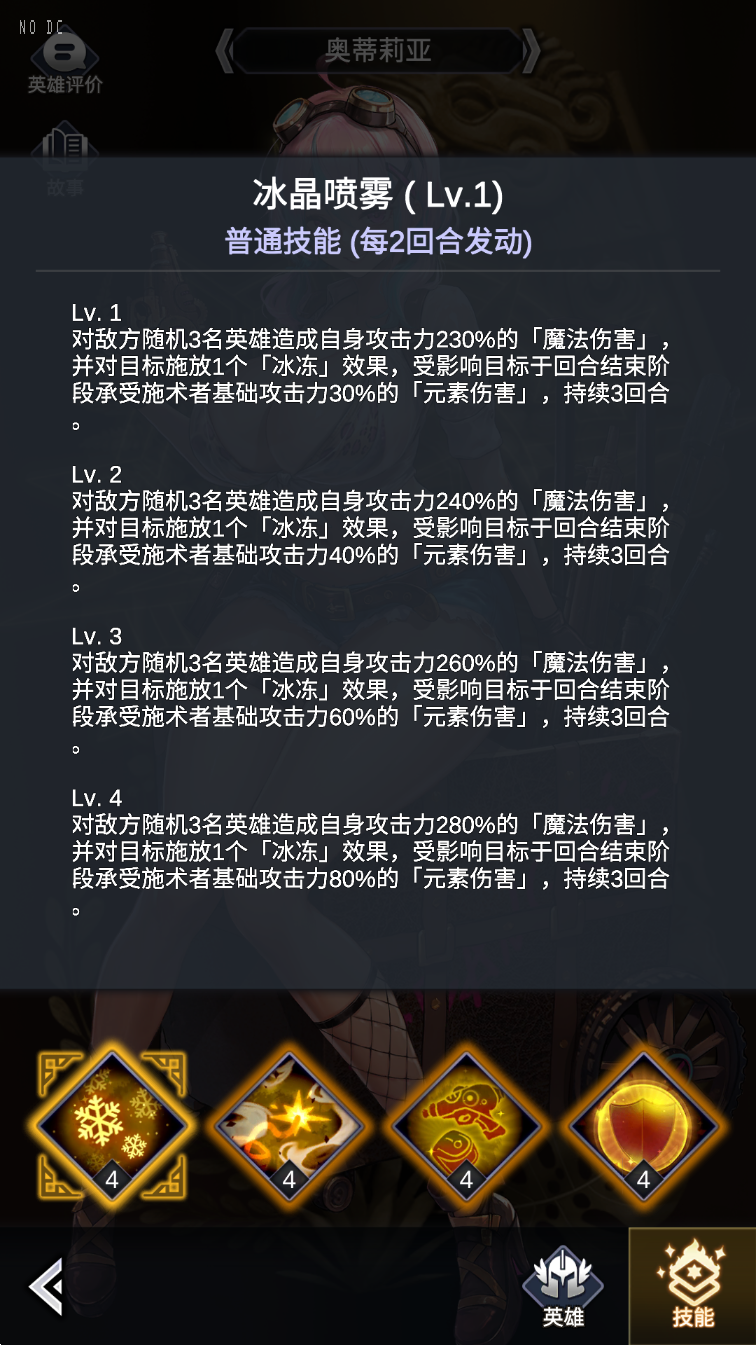 NO DC
奥蒂莉亚
英雄评价
故事
冰晶喷雾 ( Lv.1)
普通技能 (每2回合发动)
Lv. 1
对敌方随机3名英雄造成自身攻击力230%的「魔法伤害」，
并对目标施放1个「冰冻」效果，受影响目标于回合结束阶
段承受施术者基础攻击力30%的「元素伤害」，持续3回合
。
Lv. 2
对敌方随机3名英雄造成自身攻击力240%的「魔法伤害」，
并对目标施放1个「冰冻」效果，受影响目标于回合结束阶
段承受施术者基础攻击力40%的「元素伤害」，持续3回合
。
Lv. 3
对敌方随机3名英雄造成自身攻击力260%的「魔法伤害」，
并对目标施放1个「冰冻」效果，受影响目标于回合结束阶
段承受施术者基础攻击力60%的「元素伤害」，持续3回合
。
Lv. 4
对敌方随机3名英雄造成自身攻击力280%的「魔法伤害」，
并对目标施放1个「冰冻」效果，受影响目标于回合结束阶
段承受施术者基础攻击力80%的「元素伤害」，持续3回合
。
4
4
4
4
英雄
技能